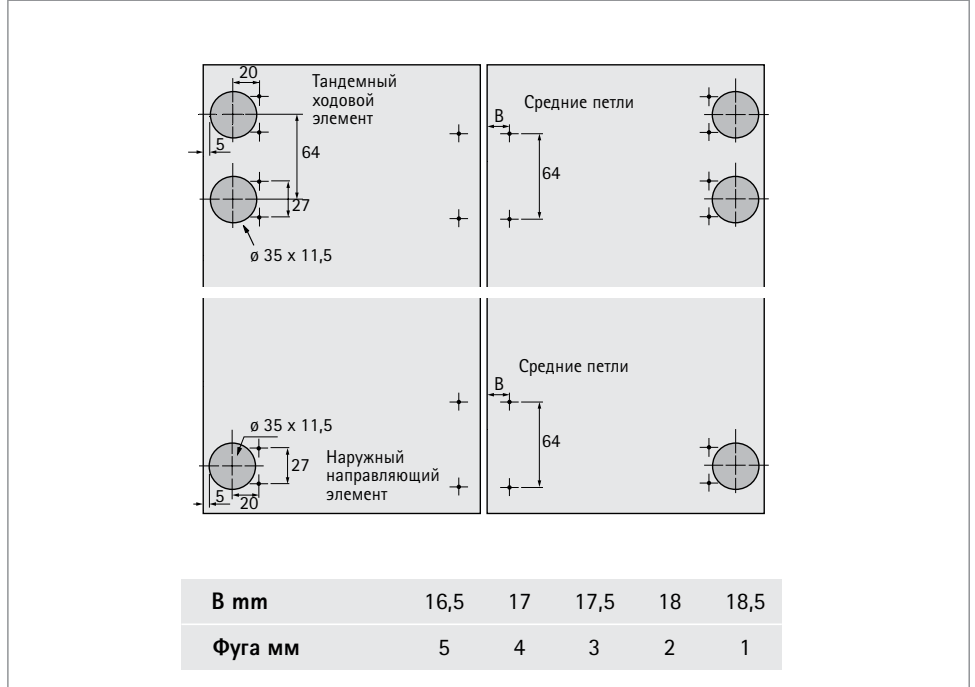 20
Тандемный
ходовой
элемент
5
64
27
ø 35 x 11,5
Средние петли
B
64
ø 35 x 11,5
27
Наружный
направляющий
элемент
5
20
Средние петли
B
64
B mm 16,5 17 17,5 18 18,5
Фуга мм 5 4 3 2 1